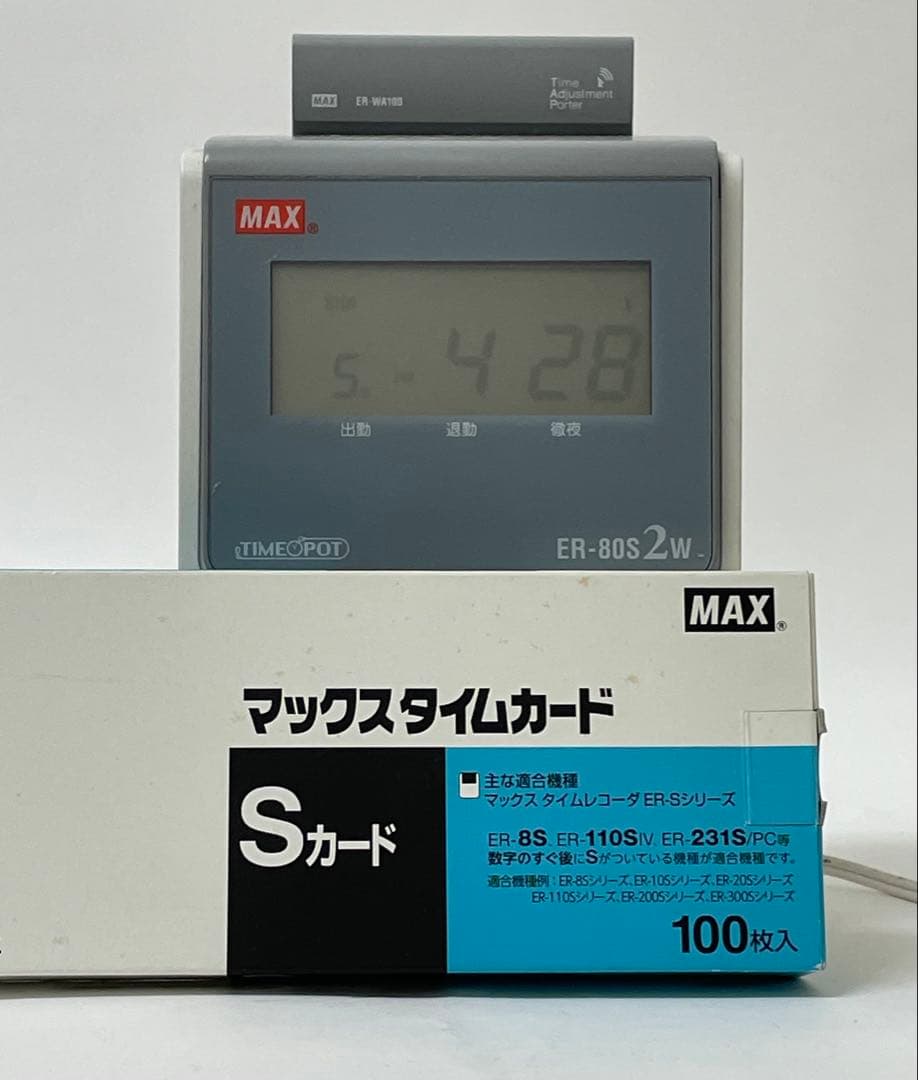 MAX ER-WA100
Time
Adjustment
Porter
MAX®
5. - 4 28
出勤 退勤 徹夜
TIMESPOT
ER-80S2W
MAX®
マックスタイムカード
Sカード
主な適合機種
マックス タイムレコーダ ER-Sシリーズ
ER-8S、ER-110SIV、ER-231S/PC等
数字のすぐ後にSがついている機種が適合機種です。
適合機種例：ER-8Sシリーズ、ER-10Sシリーズ、ER-20Sシリーズ
ER-110Sシリーズ、ER-200Sシリーズ、ER-300Sシリーズ
100枚入